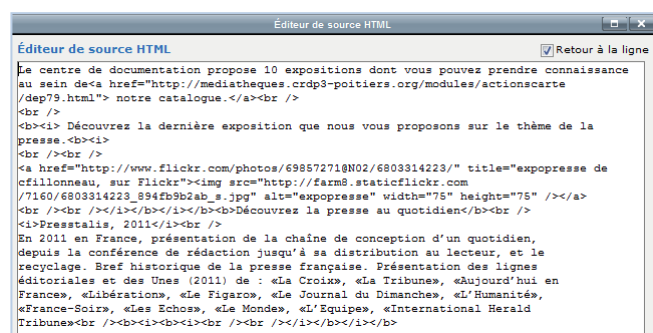 Éditeur de source HTML
Éditeur de source HTML
Retour à la ligne
Le centre de documentation propose 10 expositions dont vous pouvez prendre connaissance
au sein de<a href="http://mediatheques.crdp3-poitiers.org/modules/actionscarte
/dep79.html"> notre catalogue.</a><br />
<br />
<b><i> Découvrez la dernière exposition que nous vous proposons sur le thème de la
presse.<b><i>
<br /><br />
<a href="http://www.flickr.com/photos/69857271@N02/6803314223/" title="expopresse de
cfillonneau, sur Flickr"><img src="http://farm8.staticflickr.com
/7160/6803314223_894fb9b2ab_s.jpg" alt="expopresse" width="75" height="75" /></a>
<br /><br /></i></b></i></b><b>Découvrez la presse au quotidien</b><br />
<i>Presstalis, 2011</i><br />
En 2011 en France, présentation de la chaîne de conception d’un quotidien,
depuis la conférence de rédaction jusqu’à sa distribution au lecteur, et le
recyclage. Bref historique de la presse française. Présentation des lignes
éditoriales et des Unes (2011) de : «La Croix», «La Tribune», «Aujourd’hui en
France», «Libération», «Le Figaro», «Le Journal du Dimanche», «L’Humanité»,
«France-Soir», «Les Echos», «Le Monde», «L’Equipe», «International Herald
Tribune»<br /><b><i><b><i><br /><br /></i></b></i></b>